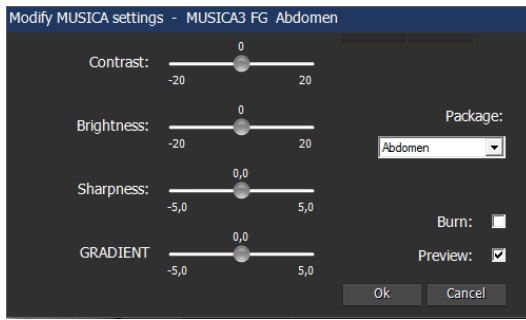 Modify MUSICA settings - MUSICA3 FG Abdomen
Contrast:
0
-20 20
Brightness:
0
-20 20
Sharpness:
0,0
-5,0 5,0
GRADIENT
0,0
-5,0 5,0
Package:
Abdomen
Burn:
Preview:
Ok Cancel